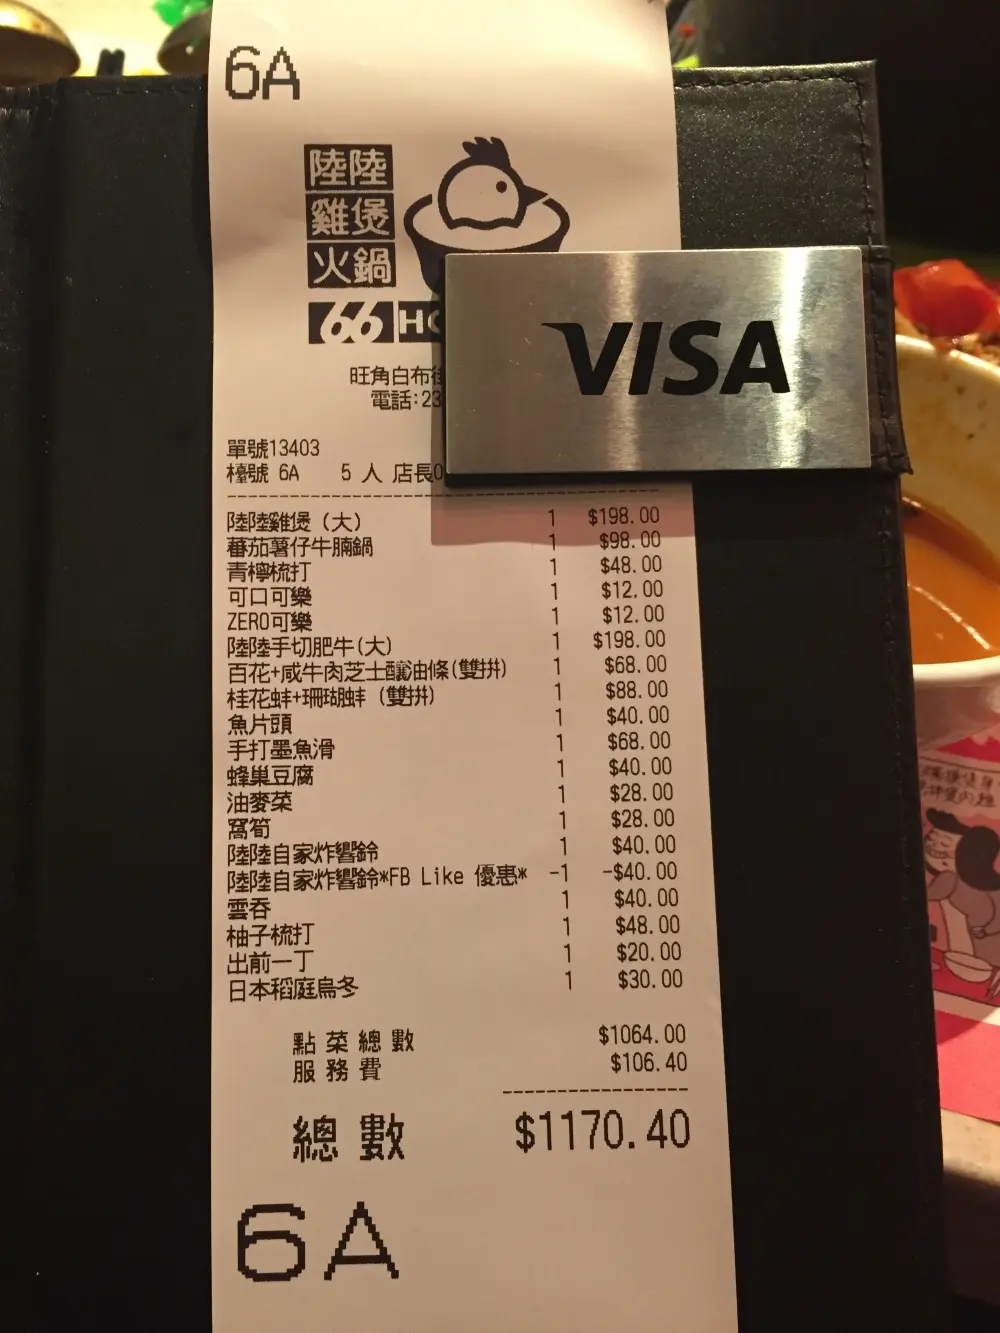 6A
陸陸
雞煲
火鍋
66 HO
VISA
旺角白布街
電話:23
單號13403
檯號 6A 5 人 店長0
陸陸雞煲 (大) 1 $198.00
蕃茄薯仔牛腩鍋 1 $98.00
青檸梳打 1 $48.00
可口可樂 1 $12.00
ZERO可樂 1 $12.00
陸陸手切肥牛(大) 1 $198.00
百花+咸牛肉芝士釀油條(雙拼) 1 $68.00
桂花蚌+珊瑚蚌 (雙拼) 1 $88.00
魚片頭 1 $40.00
手打墨魚滑 1 $68.00
蜂巢豆腐 1 $40.00
油麥菜 1 $28.00
窩筍 1 $28.00
陸陸自家炸響鈴 1 $40.00
陸陸自家炸響鈴*FB Like 優惠* -1 -$40.00
雲吞 1 $40.00
柚子梳打 1 $48.00
出前一丁 1 $20.00
日本稻庭烏冬 1 $30.00
點菜總數 $1064.00
服務費 $106.40
總數 $1170.40
6A